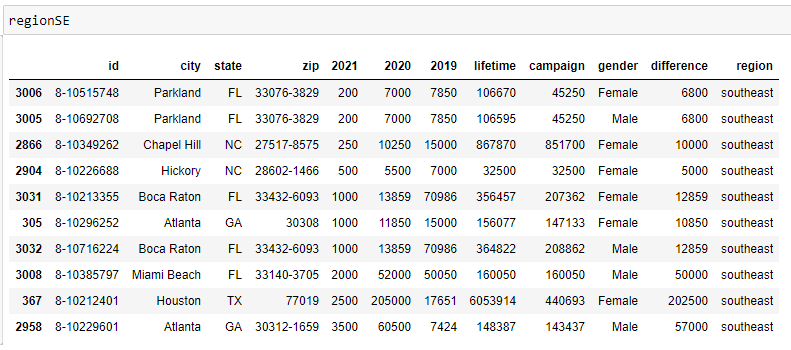 regionSE
id city state zip 2021 2020 2019 lifetime campaign gender difference region
3006 8-10515748 Parkland FL 33076-3829 200 7000 7850 106670 45250 Female 6800 southeast
3005 8-10692708 Parkland FL 33076-3829 200 7000 7850 106595 45250 Male 6800 southeast
2866 8-10349262 Chapel Hill NC 27517-8575 250 10250 15000 867870 851700 Female 10000 southeast
2904 8-10226688 Hickory NC 28602-1466 500 5500 7000 32500 32500 Female 5000 southeast
3031 8-10213355 Boca Raton FL 33432-6093 1000 13859 70986 356457 207362 Female 12859 southeast
305 8-10296252 Atlanta GA 30308 1000 11850 15000 156077 147133 Female 10850 southeast
3032 8-10716224 Boca Raton FL 33432-6093 1000 13859 70986 364822 208862 Male 12859 southeast
3008 8-10385797 Miami Beach FL 33140-3705 2000 52000 50050 160050 160050 Male 50000 southeast
367 8-10212401 Houston TX 77019 2500 205000 17651 6053914 440693 Female 202500 southeast
2958 8-10229601 Atlanta GA 30312-1659 3500 60500 7424 148387 143437 Male 57000 southeast